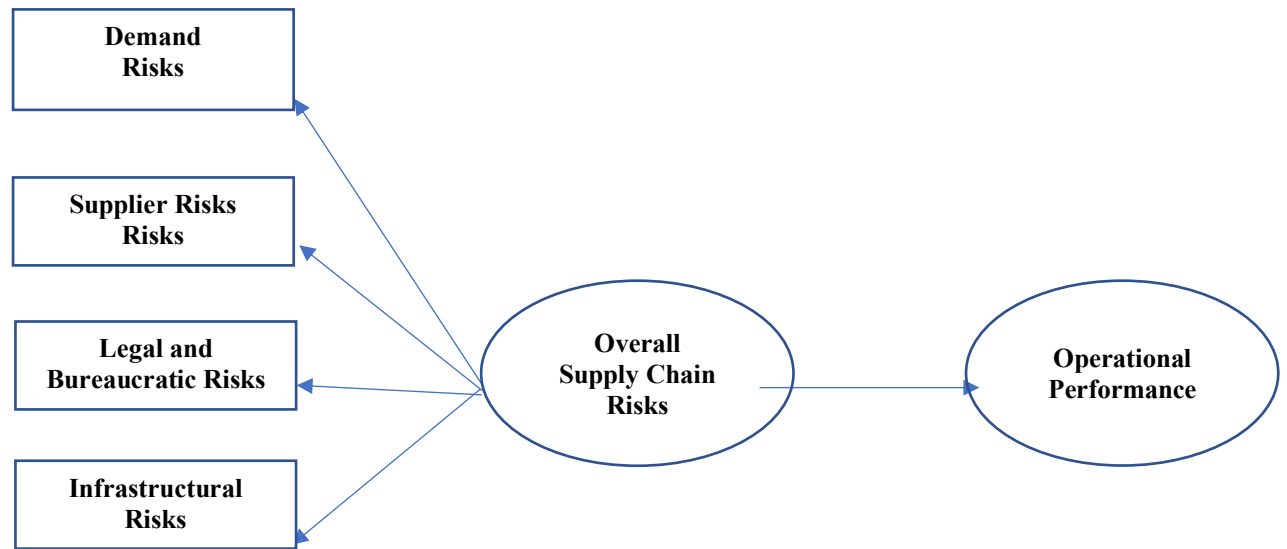 Demand
Risks
Supplier Risks
Risks
Legal and
Bureaucratic Risks
Infrastructural
Risks
Overall
Supply Chain
Risks
Operational
Performance